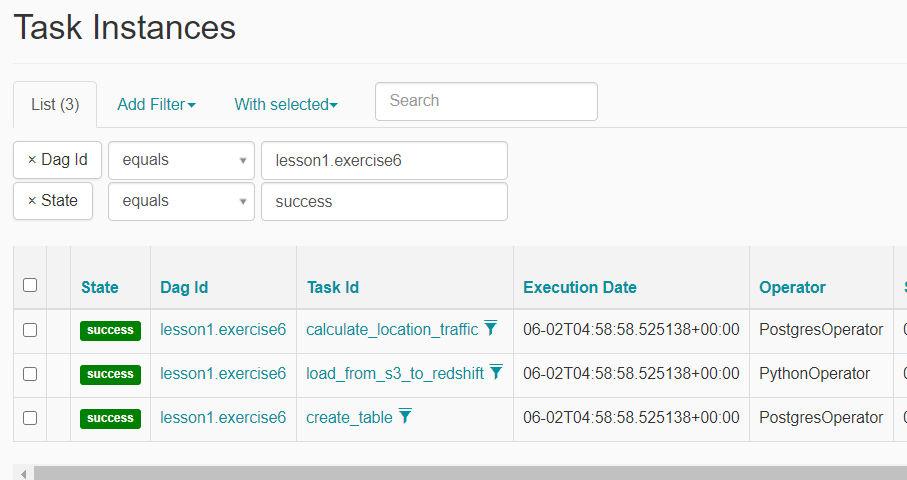 Task Instances
List (3) Add Filter With selected Search
× Dag Id equals lesson1.exercise6
× State equals success
State Dag Id Task Id Execution Date Operator
success lesson1.exercise6 calculate_location_traffic 06-02T04:58:58.525138+00:00 PostgresOperator
success lesson1.exercise6 load_from_s3_to_redshift 06-02T04:58:58.525138+00:00 PythonOperator
success lesson1.exercise6 create_table 06-02T04:58:58.525138+00:00 PostgresOperator